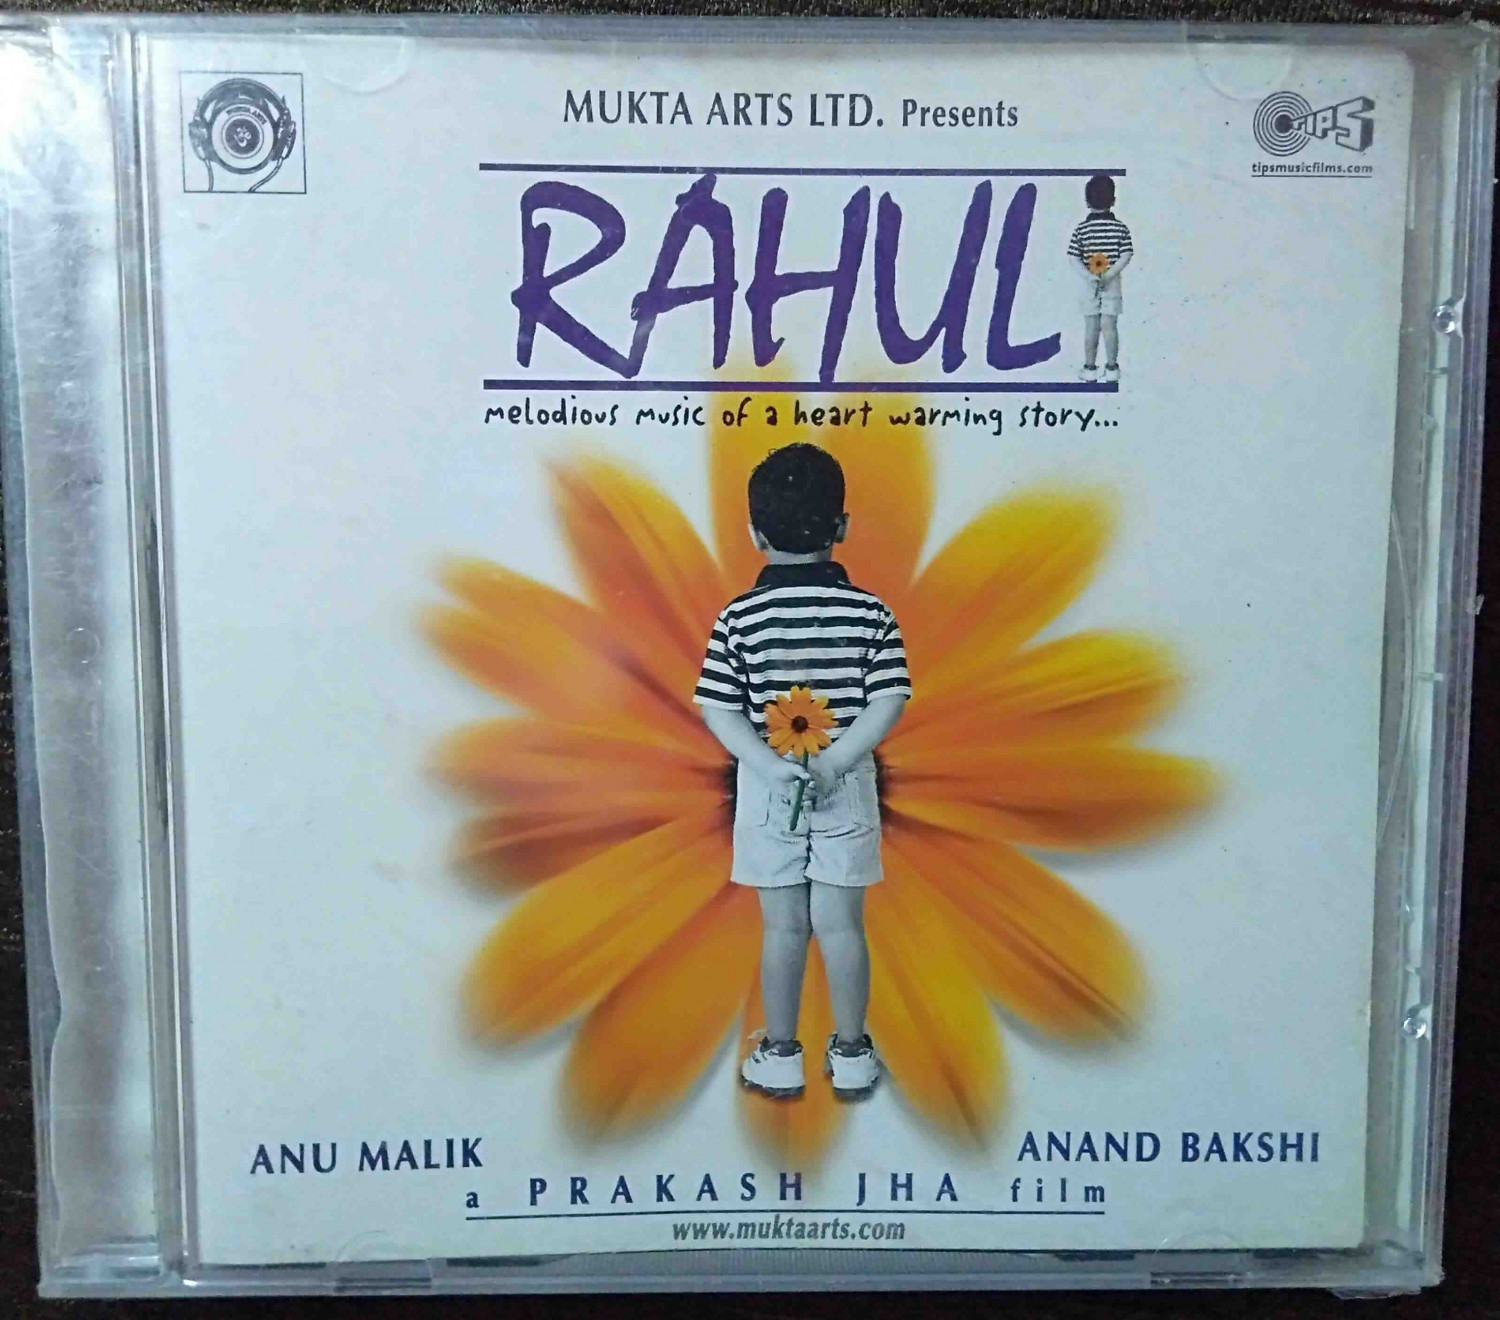 MUKTA ARTS LTD. Presents
TIPS
tipsmusicfilms.com
RAHUL
melodious music of a heart warming story...
ANU MALIK
ANAND BAKSHI
a PRAKASH JHA film
www.muktaarts.com